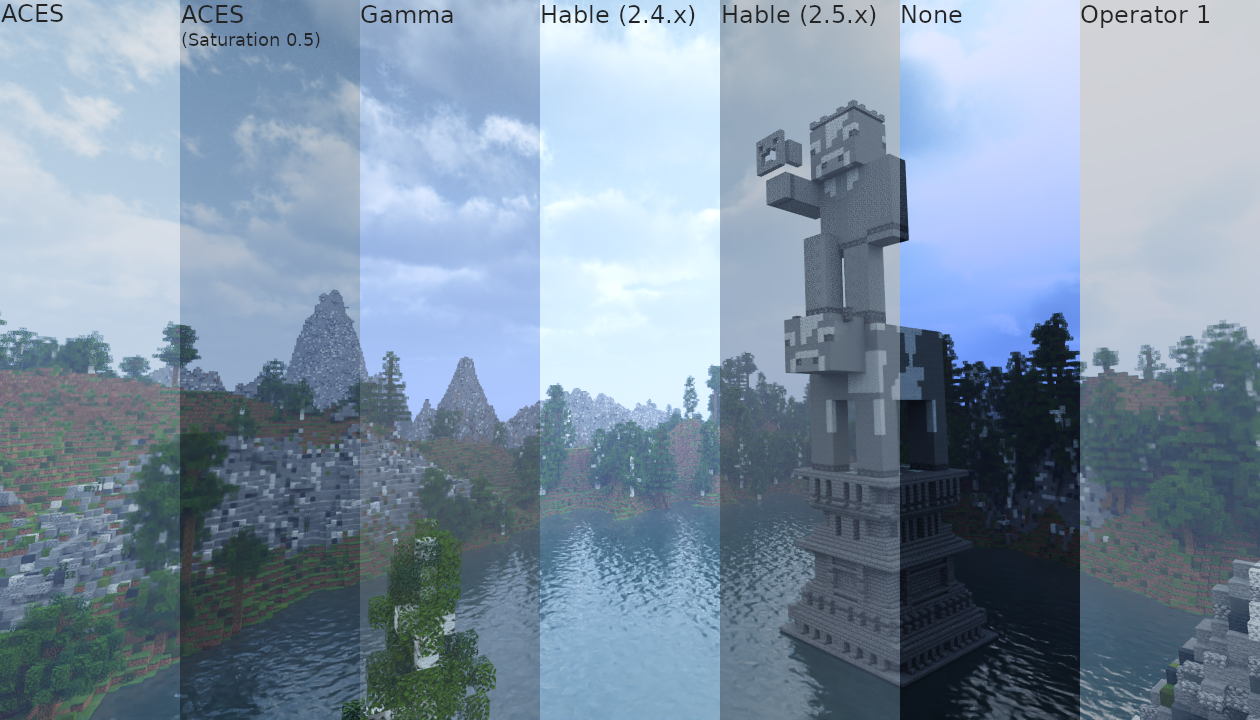 ACES
ACES
(Saturation 0.5)
Gamma
Hable (2.4.x)
Hable (2.5.x)
None
Operator 1